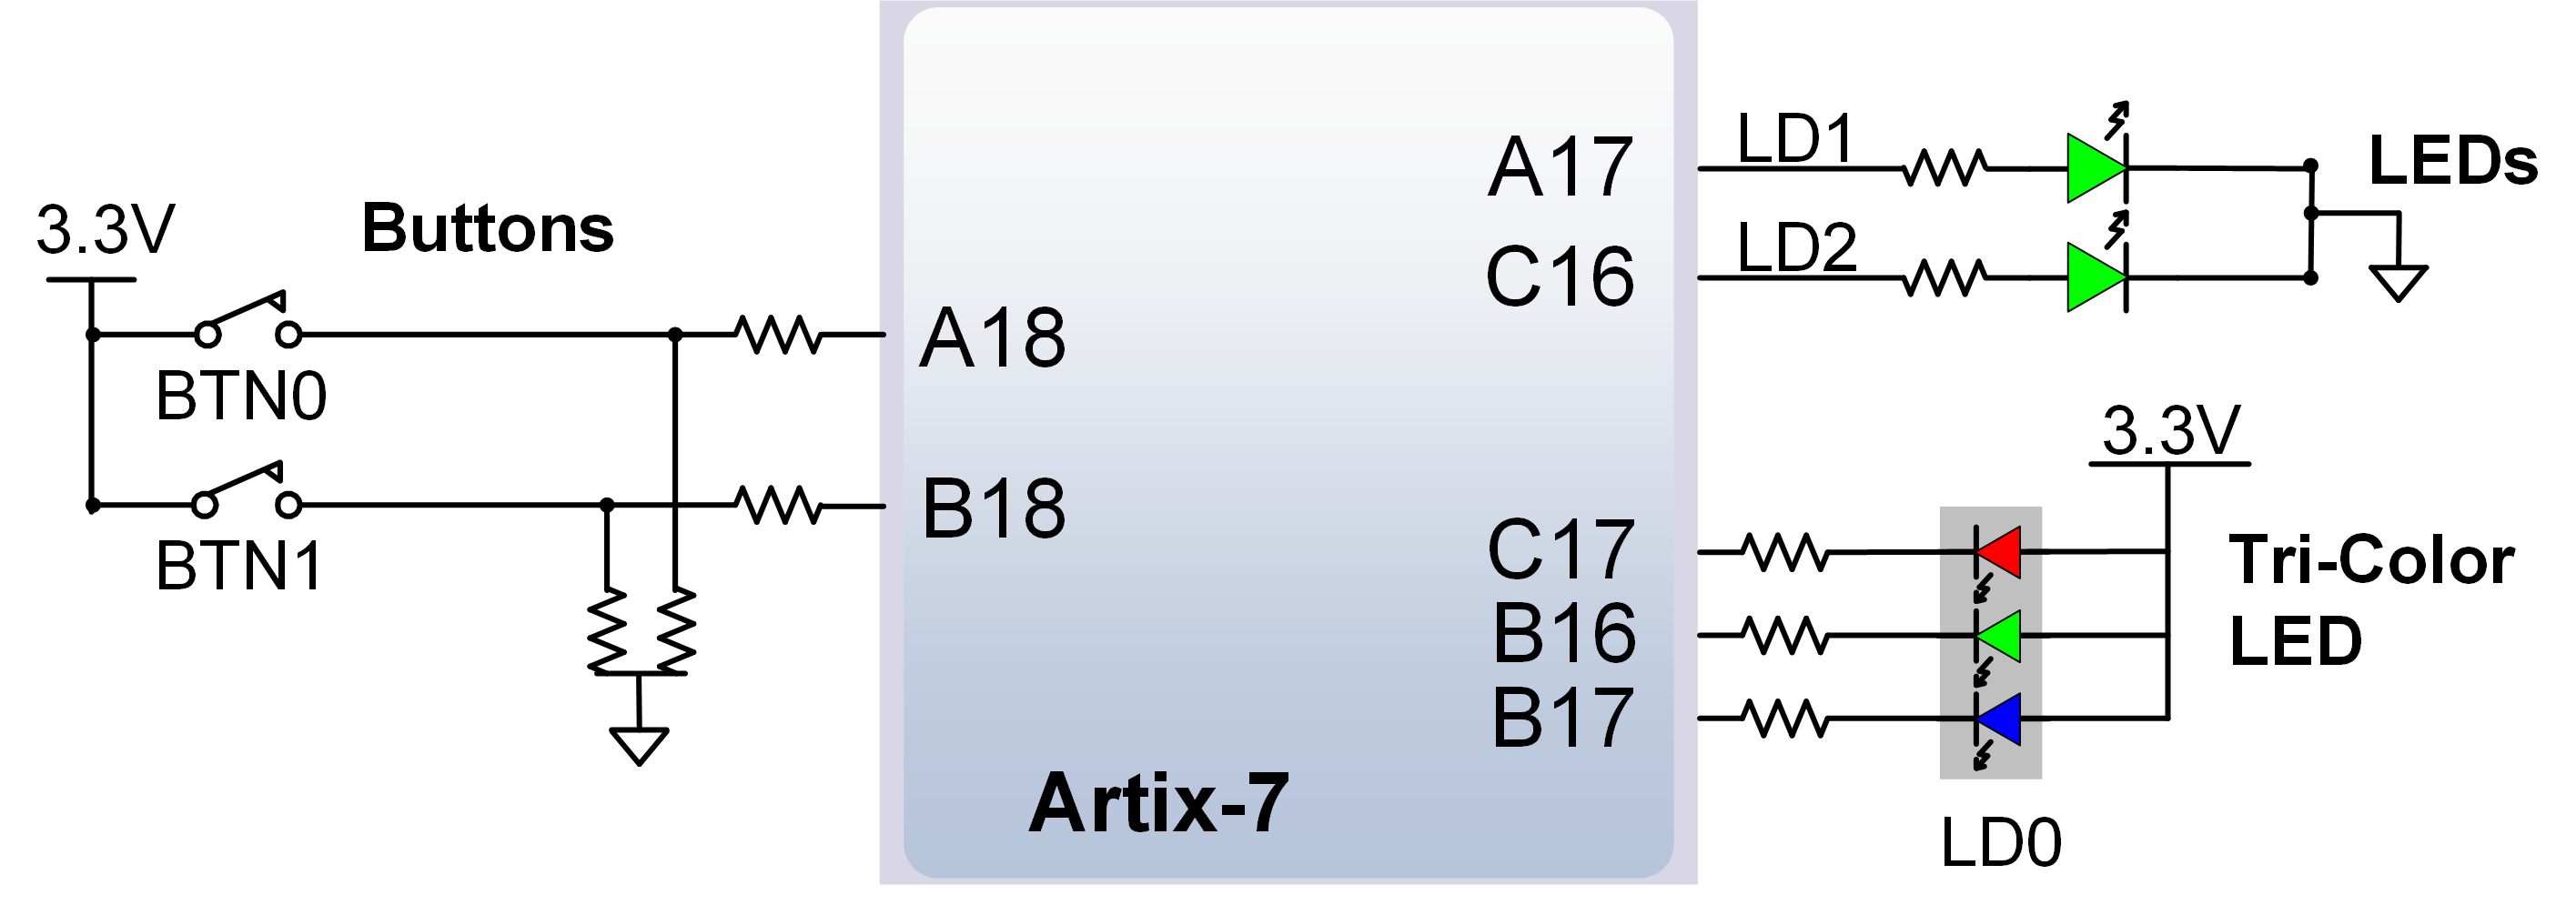 3.3V
Buttons
BTN0
BTN1
A18
B18
Artix-7
A17
C16
C17
B16
B17
LD1
LD2
LEDs
3.3V
Tri-Color
LED
LD0